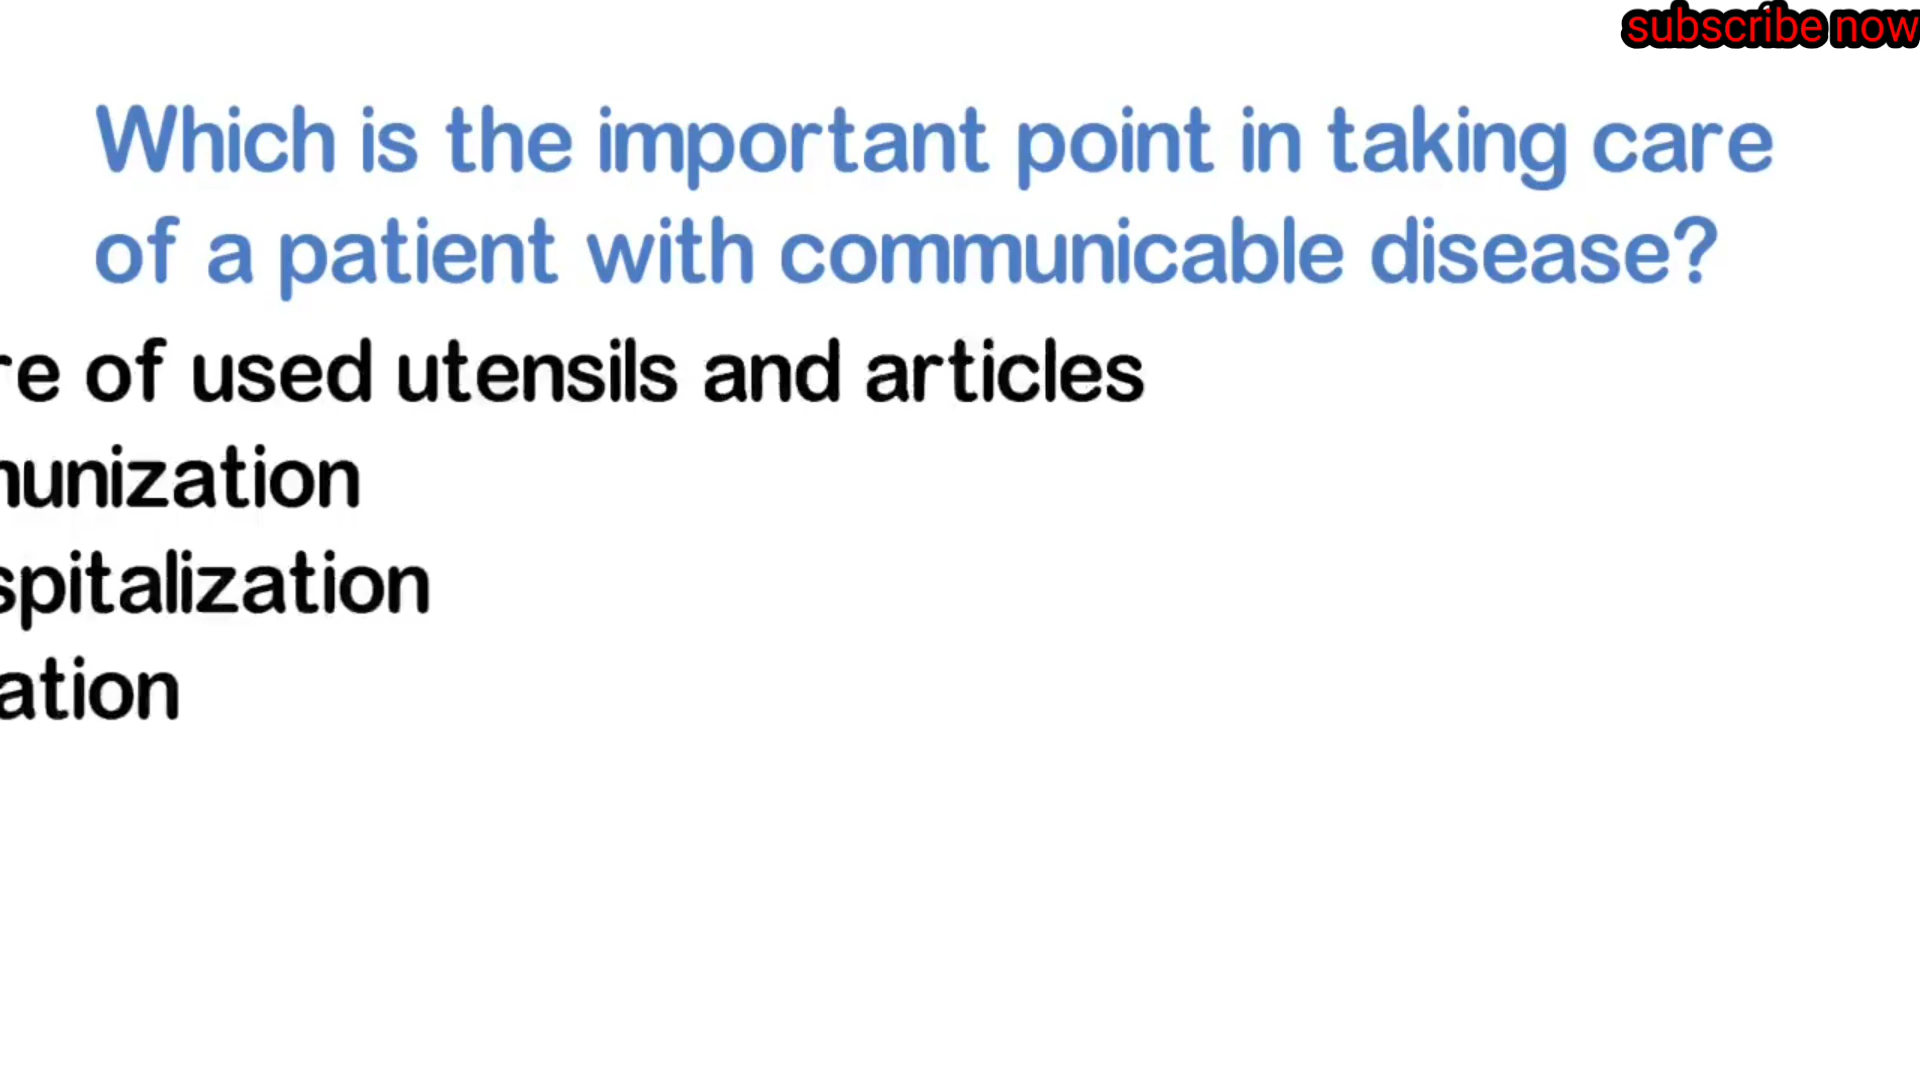 subscribe now
Which is the important point in taking care
of a patient with communicable disease?
re of used utensils and articles
munization
spitalization
ation